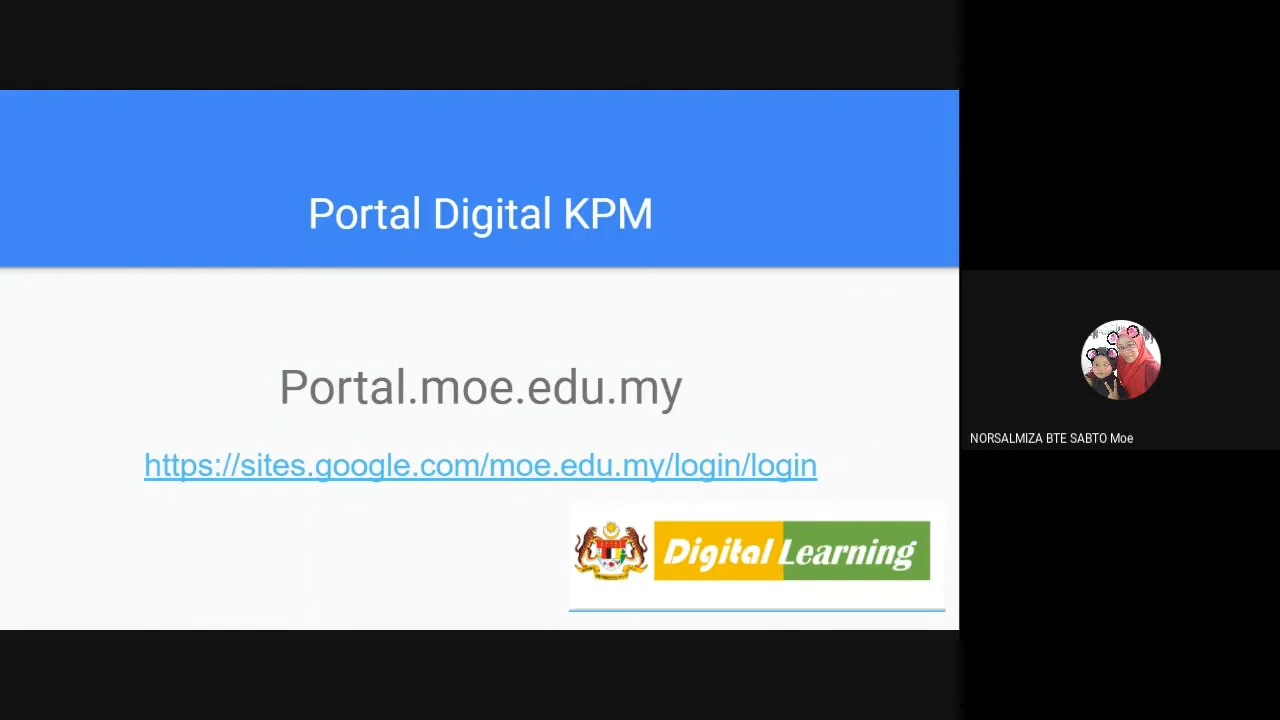 Portal Digital KPM
Portal.moe.edu.my
https://sites.google.com/moe.edu.my/login/login
Digital Learning
NORSALMIZA BTE SABTO Moe